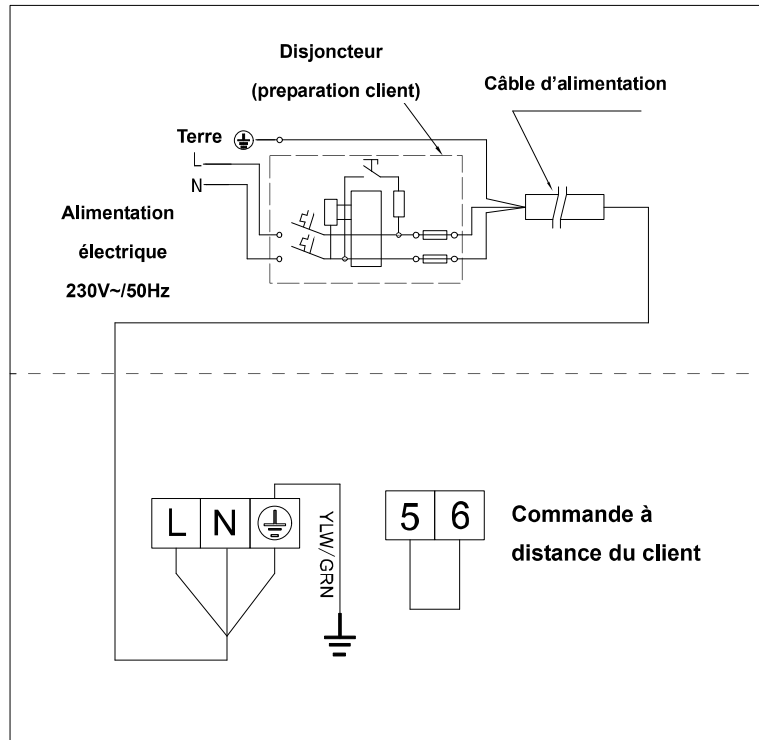 Disjoncteur
(preparation client)
Câble d'alimentation
Terre
L
N
Alimentation
électrique
230V~/50Hz
L N
YLW/GRN
5 6
Commande à
distance du client